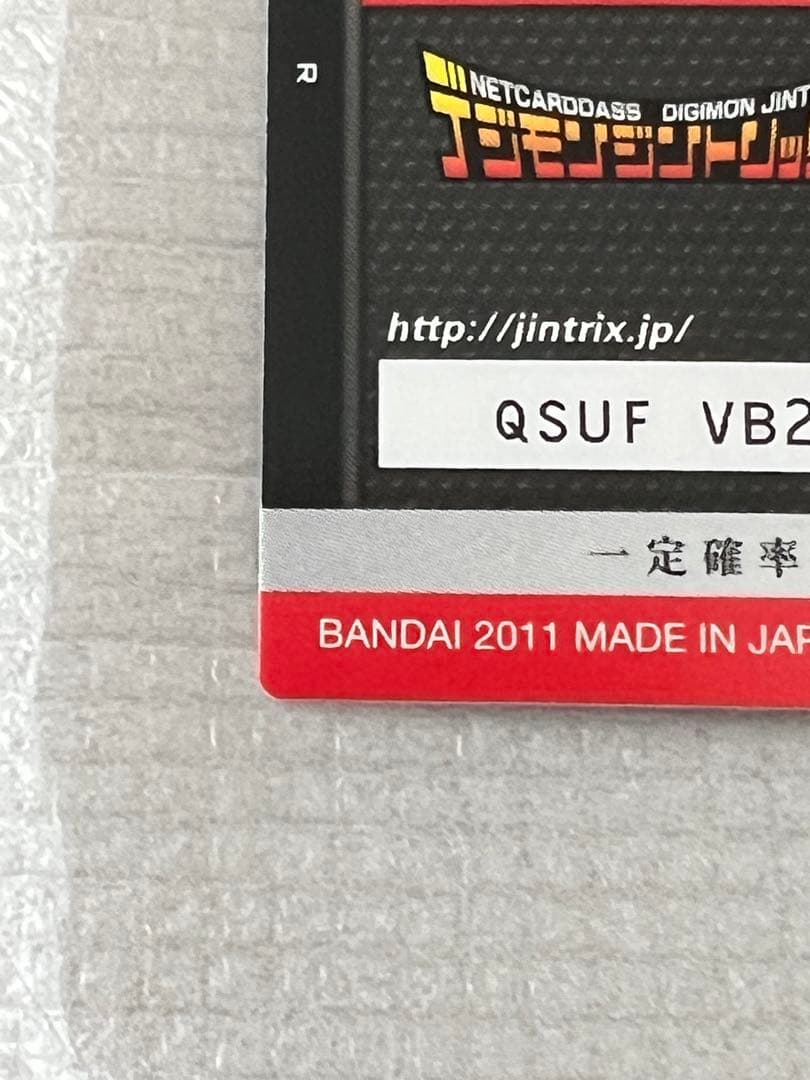 R
NETCARDDASS DIGIMON JINT
デジモンジントリッ
http://jintrix.jp/
QSUF VB2
一定確率
BANDAI 2011 MADE IN JAP